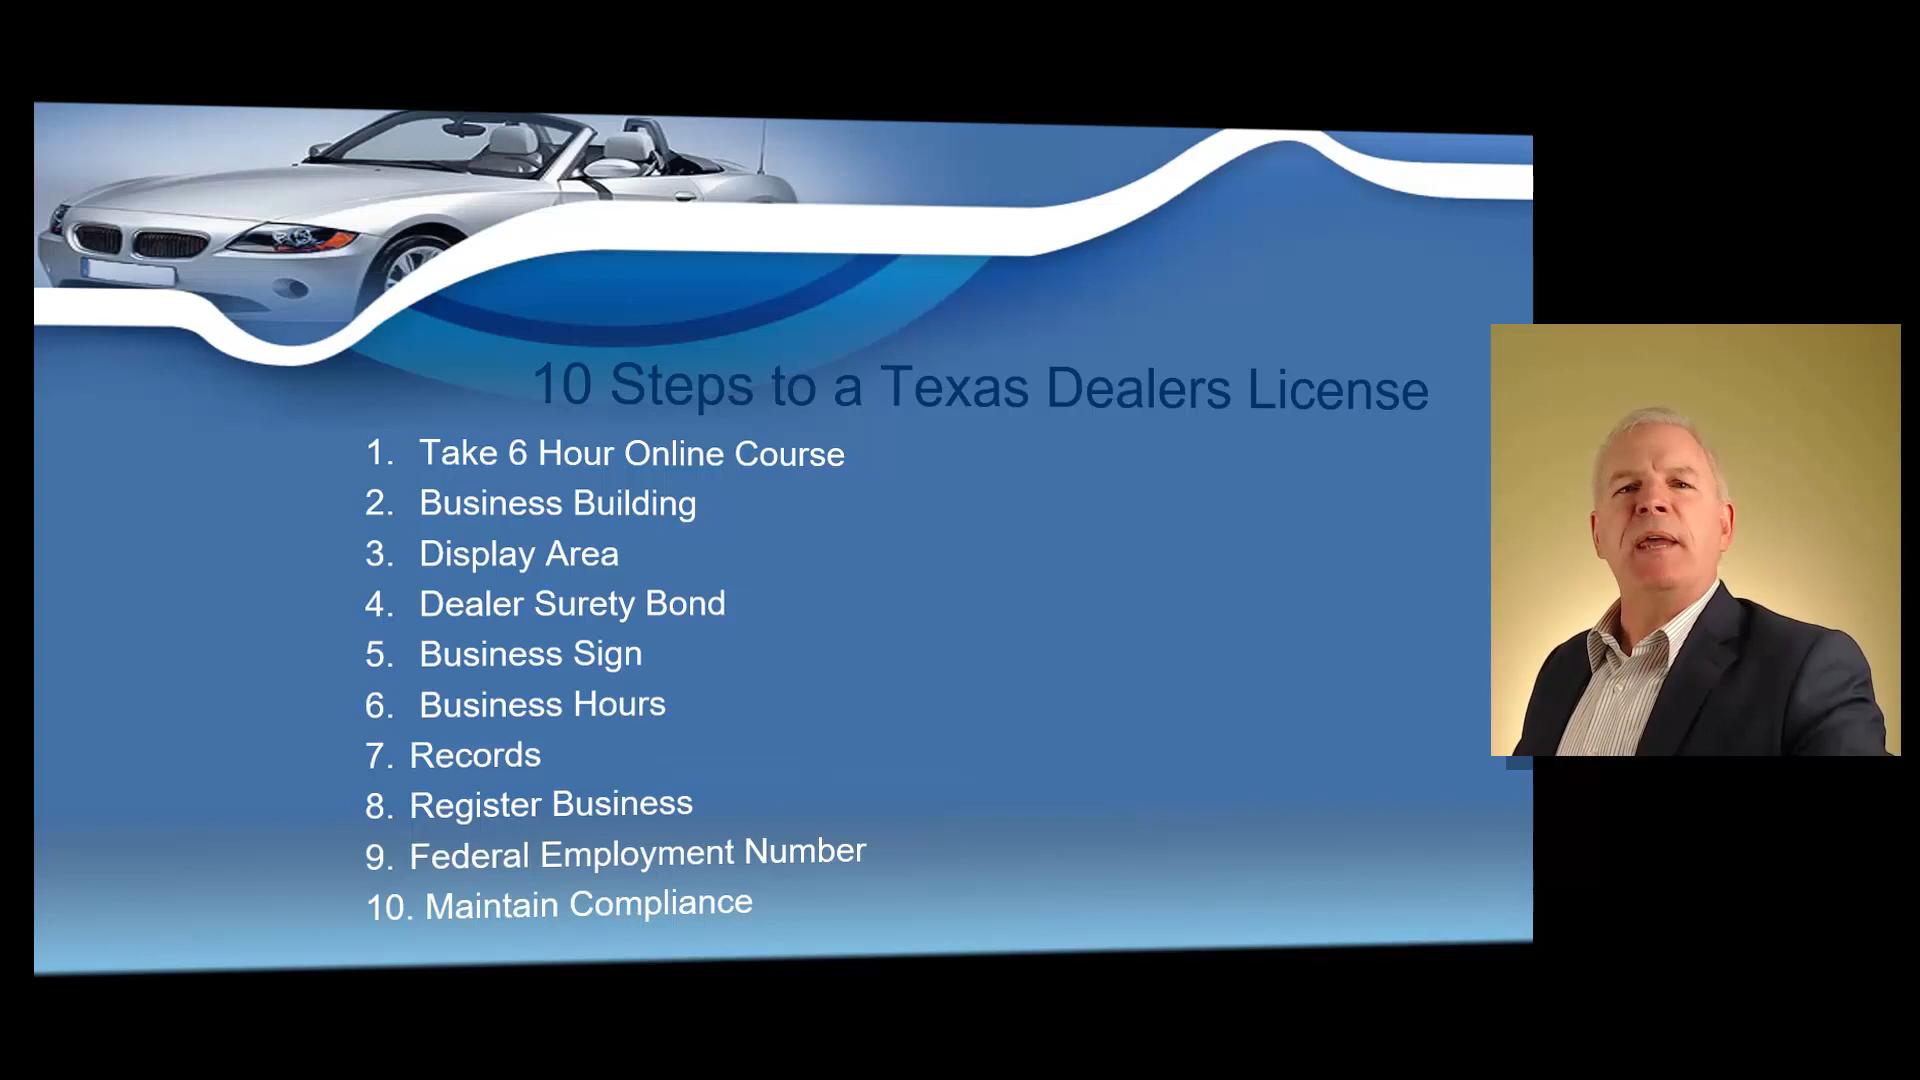 10 Steps to a Texas Dealers License
1. Take 6 Hour Online Course
2. Business Building
3. Display Area
4. Dealer Surety Bond
5. Business Sign
6. Business Hours
7. Records
8. Register Business
9. Federal Employment Number
10. Maintain Compliance